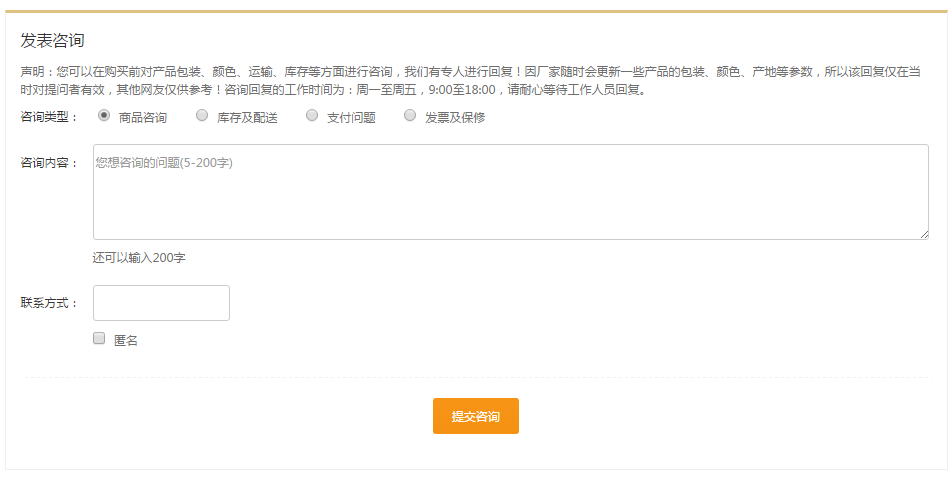 发表咨询
声明：您可以在购买前对产品包装、颜色、运输、库存等方面进行咨询，我们有专人进行回复！因厂家随时会更新一些产品的包装、颜色、产地等参数，所以该回复仅在当
时对提问者有效，其他网友仅供参考！咨询回复的工作时间为：周一至周五，9:00至18:00，请耐心等待工作人员回复。
咨询类型： 商品咨询 库存及配送 支付问题 发票及保修
咨询内容： 您想咨询的问题(5-200字)
还可以输入200字
联系方式：
匿名
提交咨询